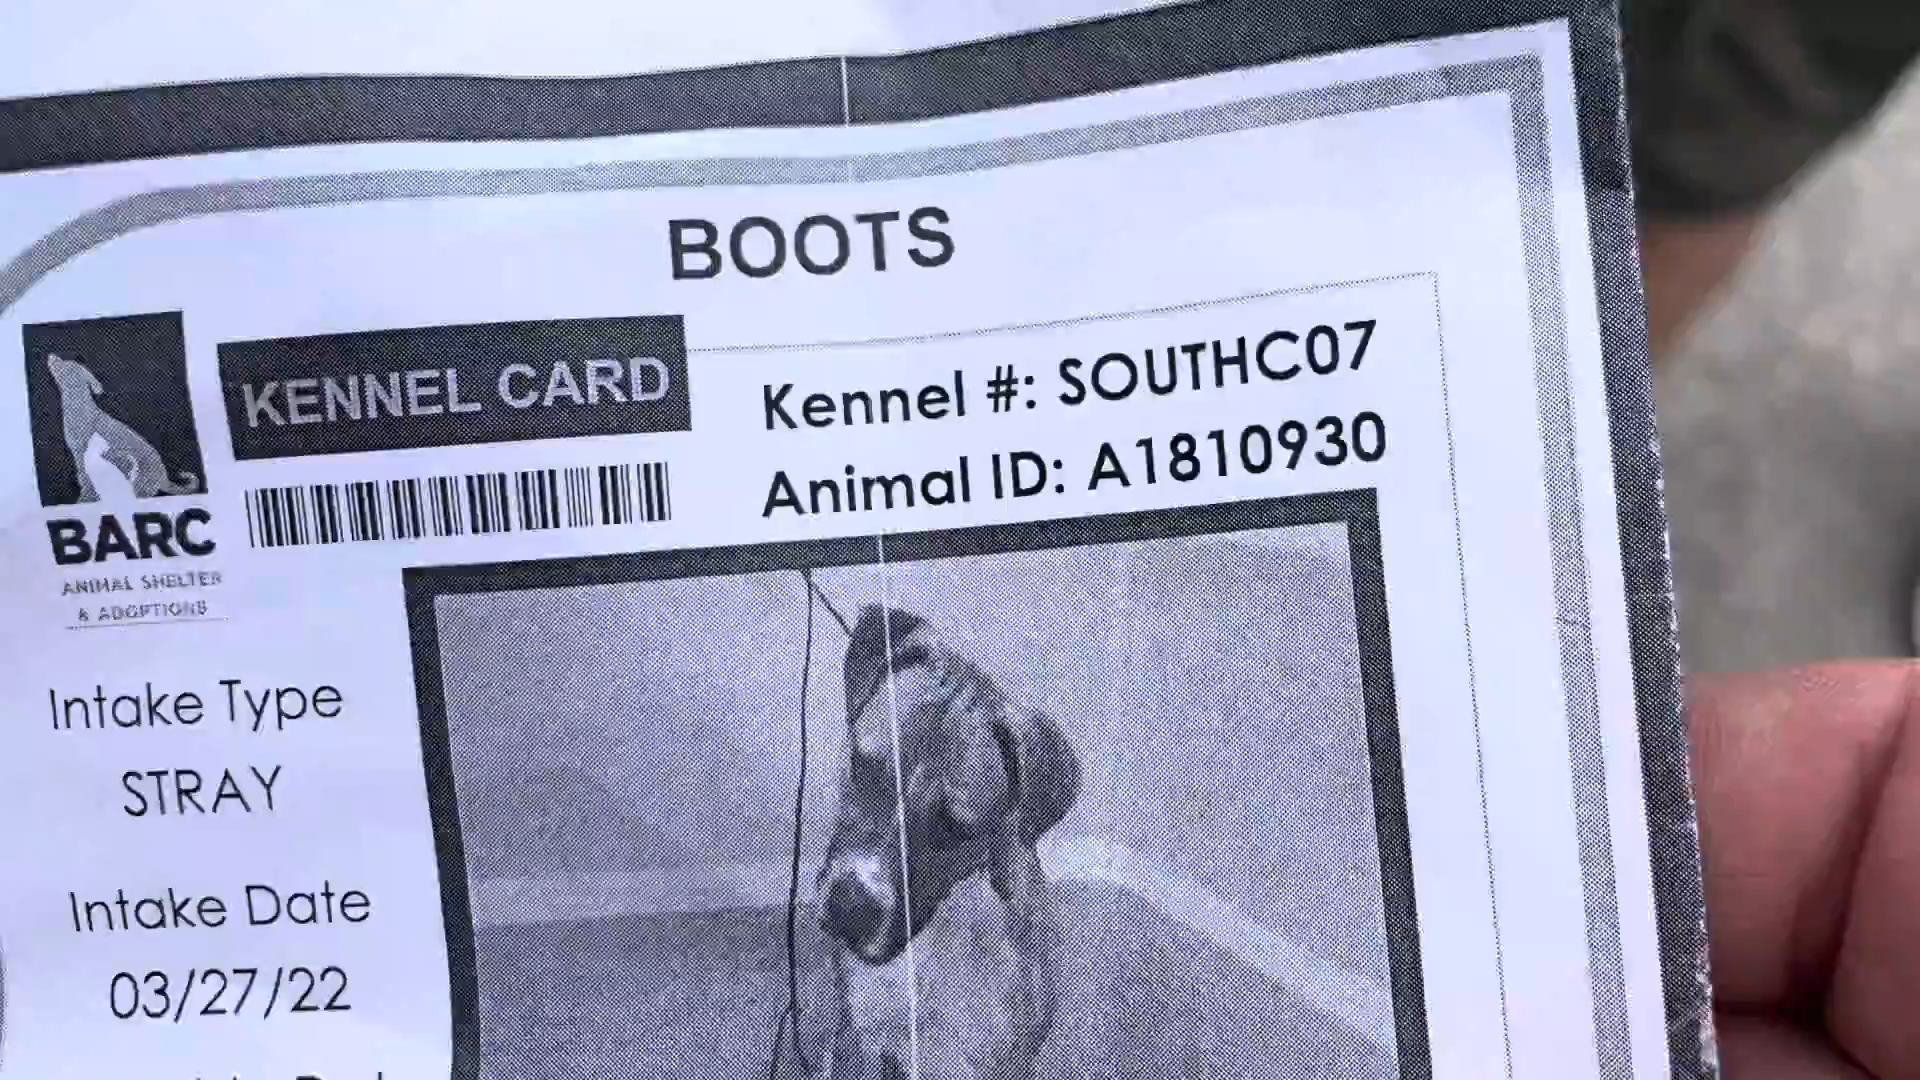 BOOTS
KENNEL CARD
Kennel #: SOUTHC07
Animal ID: A1810930
BARC
ANIMAL SHELTER
& ADOPTIONS
Intake Type
STRAY
Intake Date
03/27/22